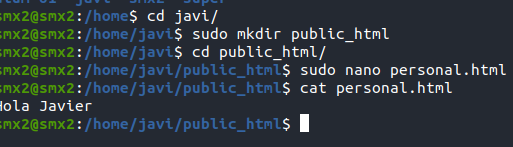 smx2@smx2:/home$ cd javi/
smx2@smx2:/home/javi$ sudo mkdir public_html
smx2@smx2:/home/javi$ cd public_html/
smx2@smx2:/home/javi/public_html$ sudo nano personal.html
smx2@smx2:/home/javi/public_html$ cat personal.html
Hola Javier
smx2@smx2:/home/javi/public_html$